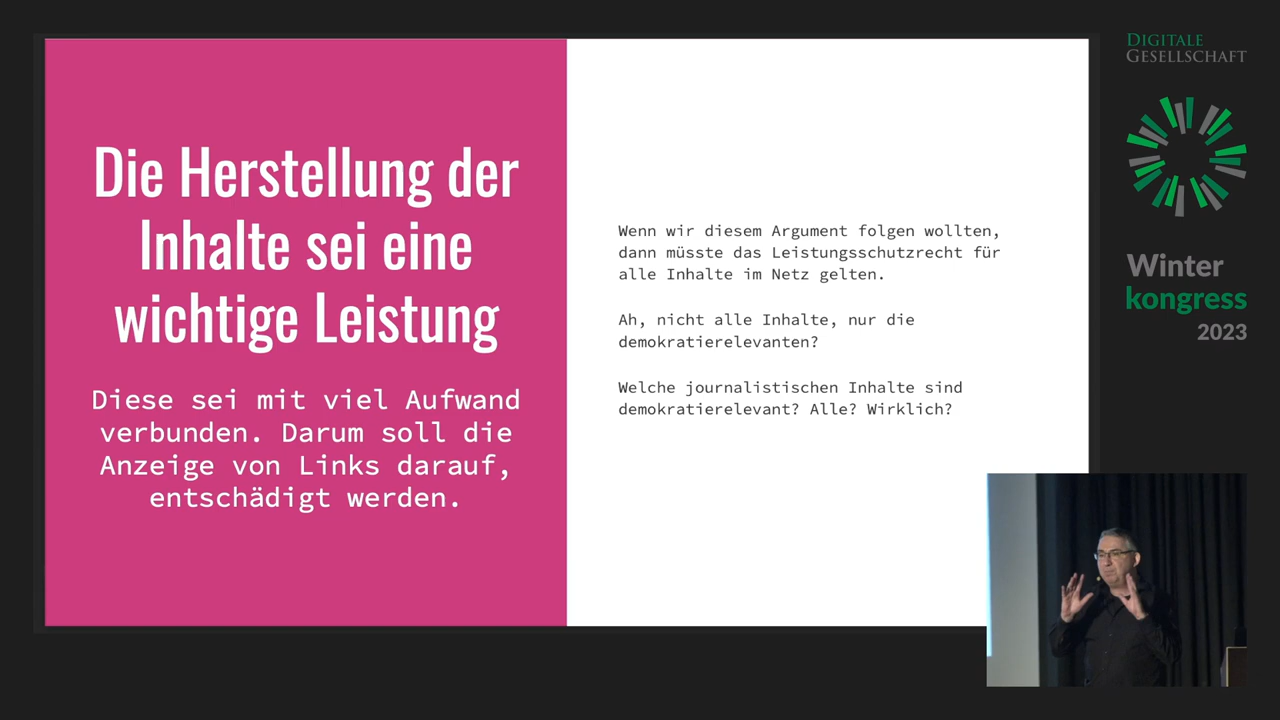 Die Herstellung der
Inhalte sei eine
wichtige Leistung
Diese sei mit viel Aufwand
verbunden. Darum soll die
Anzeige von Links darauf,
entschädigt werden.
Wenn wir diesem Argument folgen wollten,
dann müsste das Leistungsschutzrecht für
alle Inhalte im Netz gelten.
Ah, nicht alle Inhalte, nur die
demokratierelevanten?
Welche journalistischen Inhalte sind
demokratierelevant? Alle? Wirklich?
DIGITALE
GESELLSCHAFT
Winter
kongress
2023